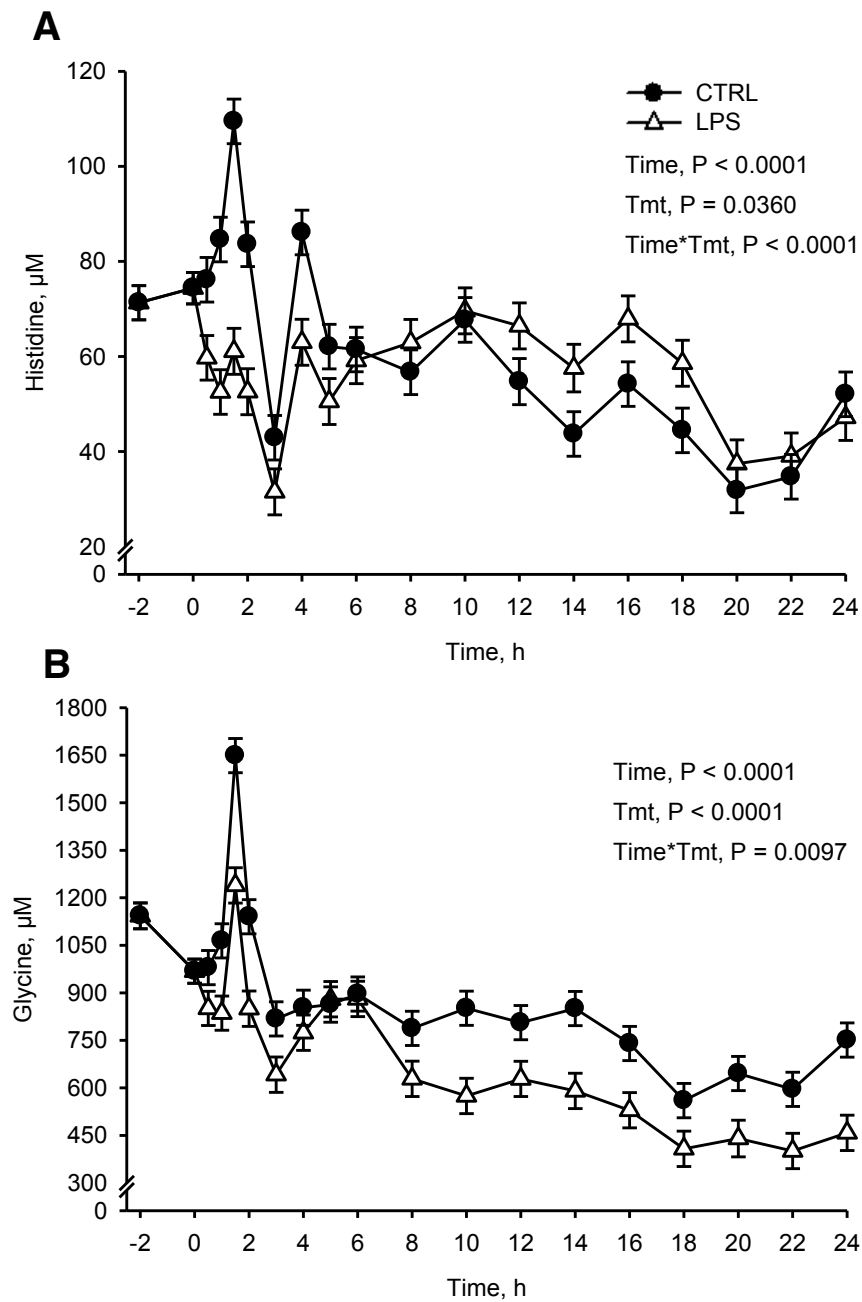 A
120
100
80
60
40
20
0
Histidine, µM
CTRL
LPS
Time, P < 0.0001
Tmt, P = 0.0360
Time*Tmt, P < 0.0001
-2 0 2 4 6 8 10 12 14 16 18 20 22 24
Time, h
B
1800
1650
1500
1350
1200
1050
900
750
600
450
300
0
Glycine, µM
Time, P < 0.0001
Tmt, P < 0.0001
Time*Tmt, P = 0.0097
-2 0 2 4 6 8 10 12 14 16 18 20 22 24
Time, h